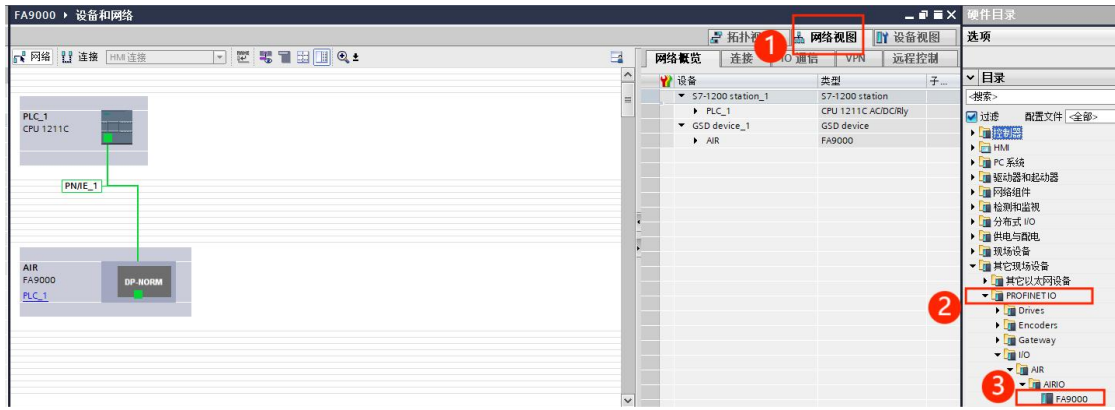 FA9000 ▸ 设备和网络
硬件目录
拓扑视图
网络视图
设备视图
选项
1
网络
连接
HMI 连接
网络概览
连接
IO 通信
VPN
远程控制
目录
设备
类型
子...
<搜索>
S7-1200 station_1
S7-1200 station
过滤
配置文件
<全部>
PLC_1
CPU 1211C AC/DC/Rly
GSD device_1
GSD device
AIR
FA9000
控制器
HMI
PC 系统
驱动器和起动器
网络组件
检测和监视
分布式 I/O
供电与配电
现场设备
其它现场设备
其它以太网设备
2
PROFINET IO
Drives
Encoders
Gateway
I/O
AIR
3
AIRIO
FA9000
PLC_1
CPU 1211C
PN/IE_1
AIR
FA9000
DP-NORM
PLC_1